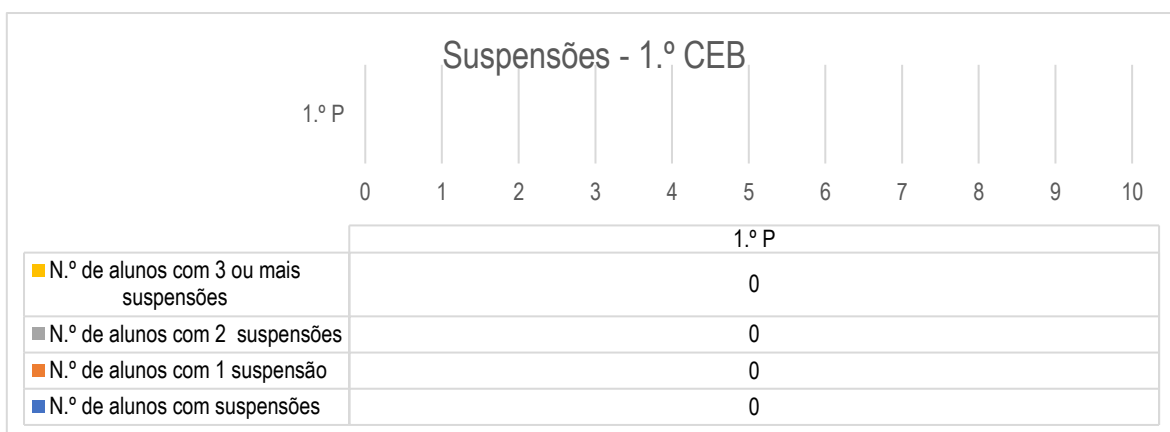 Suspensões - 1.º CEB
1.º P
0 1 2 3 4 5 6 7 8 9 10
1.º P
N.º de alunos com 3 ou mais
suspensões
0
N.º de alunos com 2 suspensões 0
N.º de alunos com 1 suspensão 0
N.º de alunos com suspensões 0